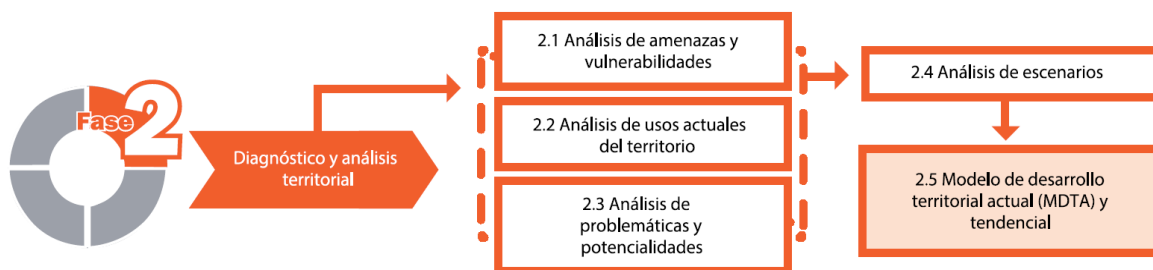 Fase 2
Diagnóstico y análisis
territorial
2.1 Análisis de amenazas y
vulnerabilidades
2.2 Análisis de usos actuales
del territorio
2.3 Análisis de
problemáticas y
potencialidades
2.4 Análisis de escenarios
2.5 Modelo de desarrollo
territorial actual (MDTA) y
tendencial